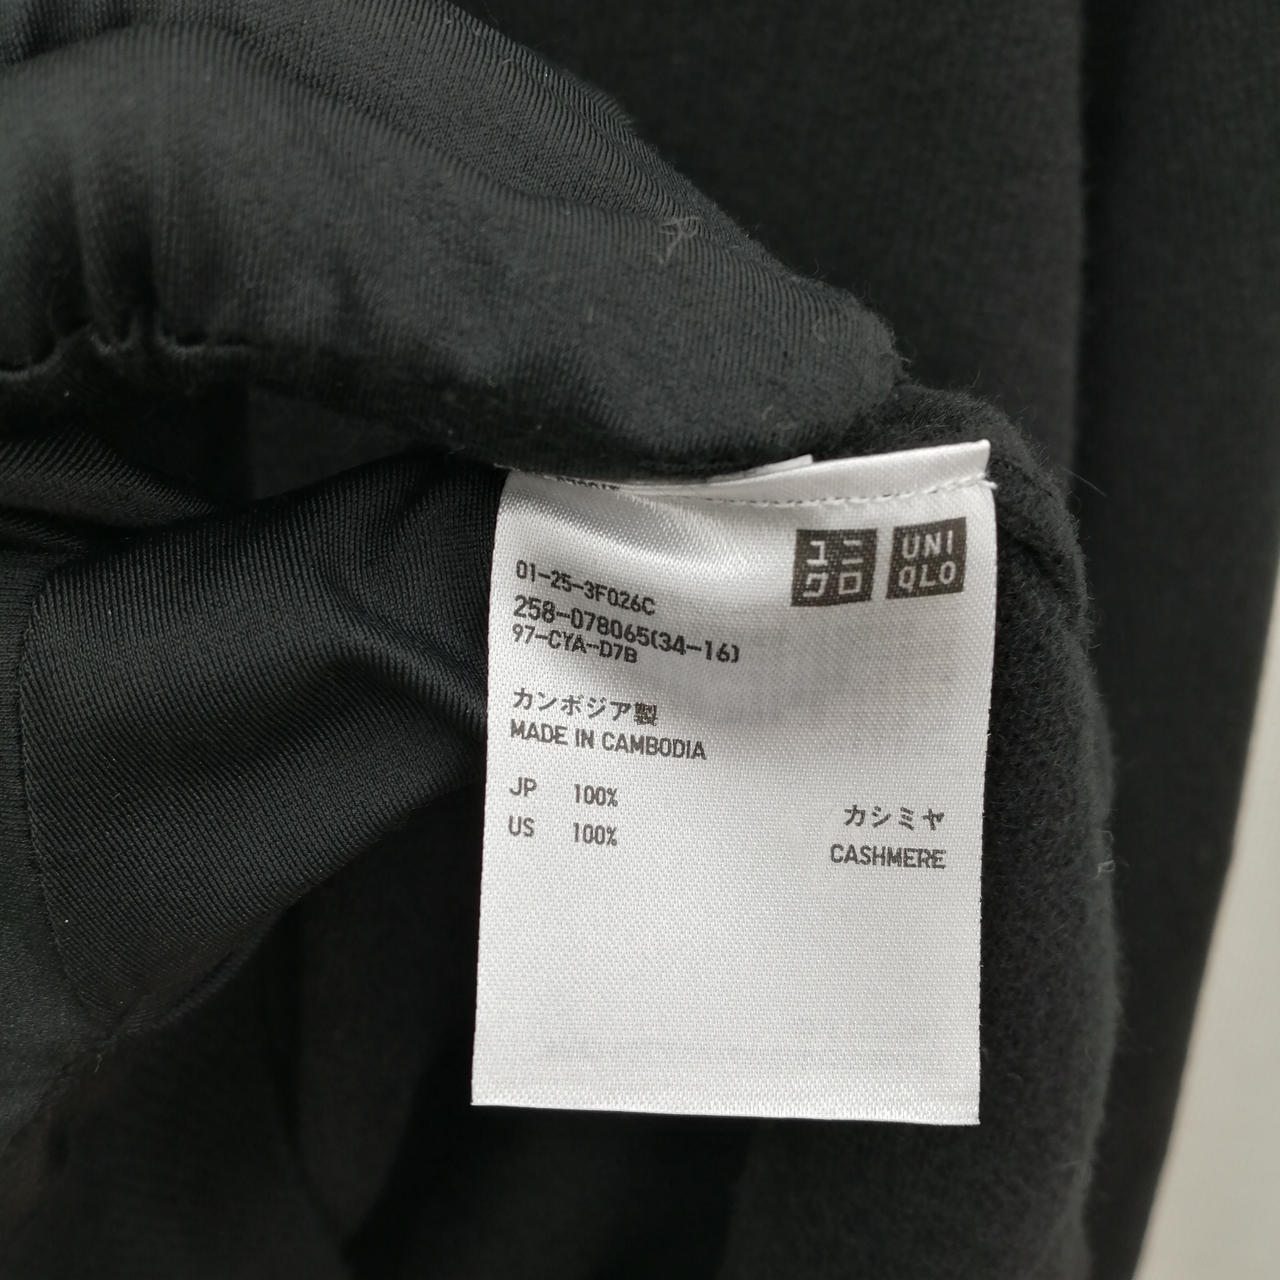 ユニ
クロ
UNI
QLO
01-25-3F026C
258-078065(34-16)
97-CYA-D7B
カンボジア製
MADE IN CAMBODIA
JP 100% カシミヤ
US 100% CASHMERE